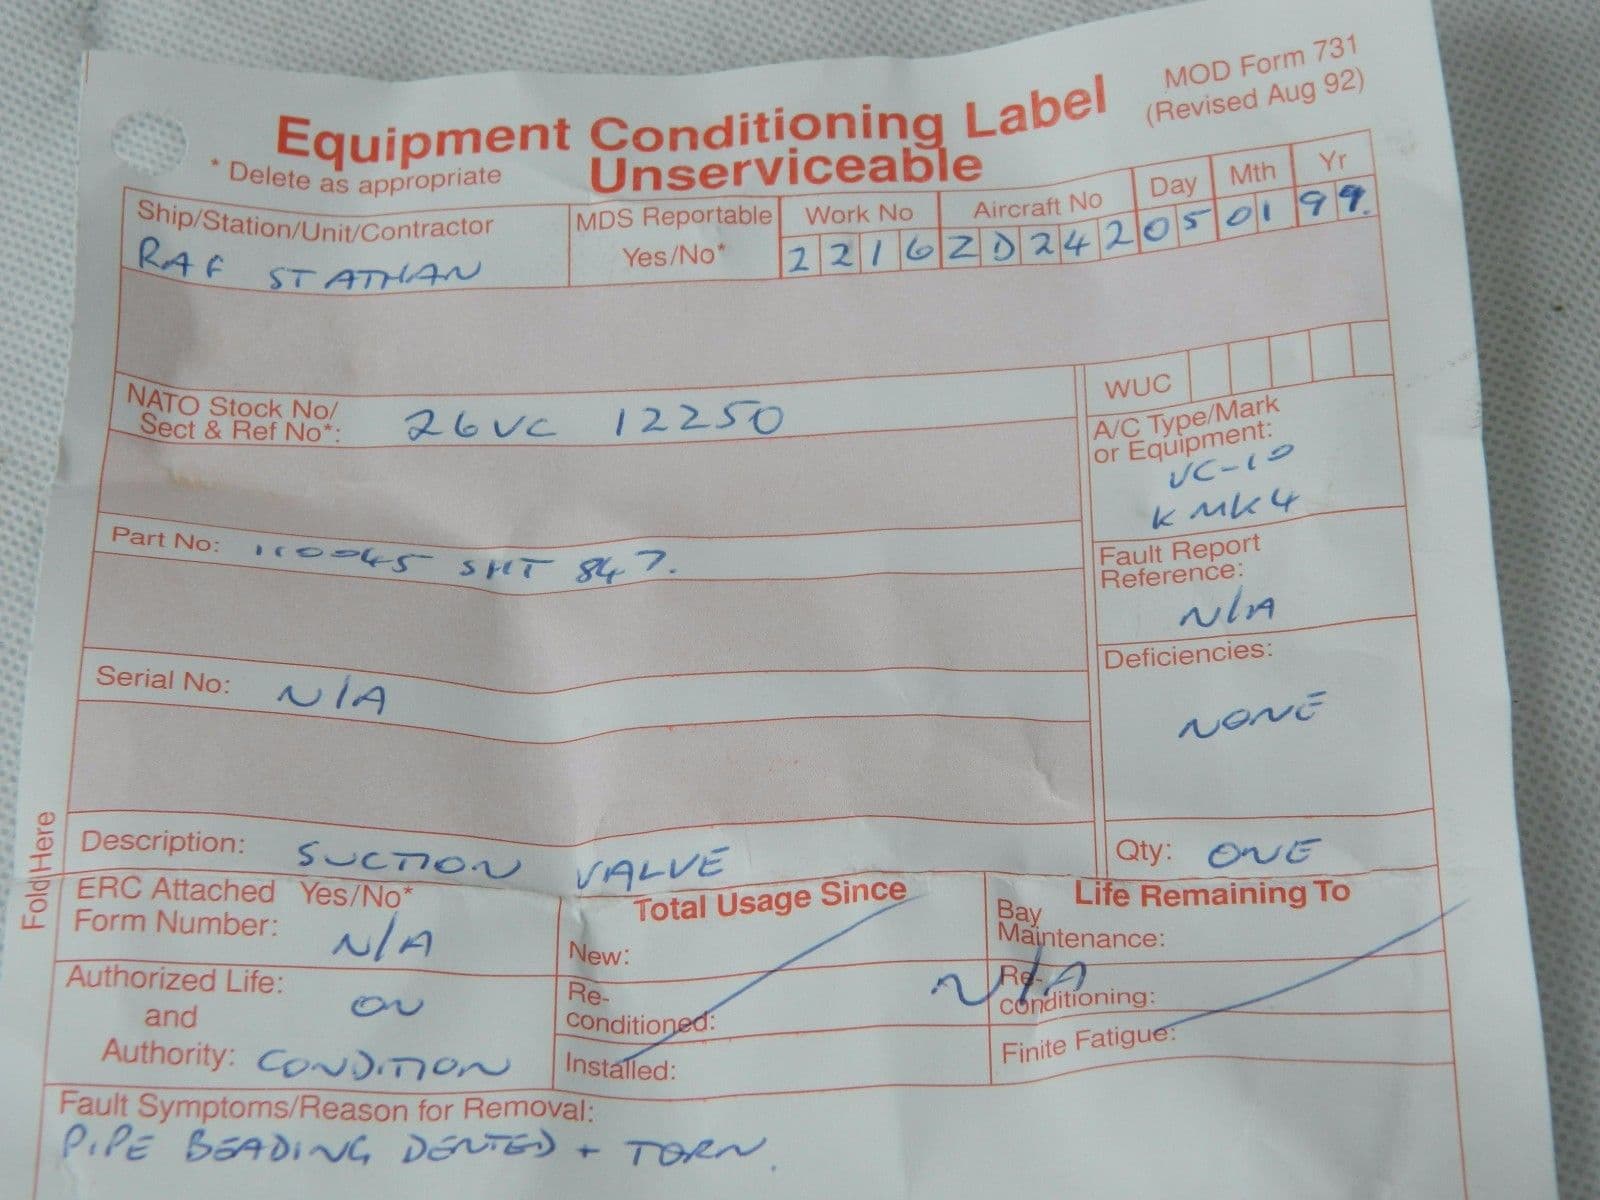 MOD Form 731
(Revised Aug 92)
Equipment Conditioning Label
* Delete as appropriate
Unserviceable
Ship/Station/Unit/Contractor
RAF ST ATHAN
MDS Reportable
Yes/No*
Work No
2216
Aircraft No
ZD242
Day
05
Mth
01
Yr
99.
WUC
NATO Stock No/
Sect & Ref No*: 26VC 12250
A/C Type/Mark
or Equipment:
VC-10
K MK4
Part No: 110045 SHT 847.
Fault Report
Reference:
N/A
Serial No: N/A
Deficiencies:
NONE
Fold Here
Description: SUCTION VALVE
Qty: ONE
ERC Attached Yes/No*
Form Number: N/A
Authorized Life: ON
and
Authority: CONDITION
Total Usage Since
New:
Re-
conditioned:
Installed:
N/A
Life Remaining To
Bay
Maintenance:
Re-
conditioning:
Finite Fatigue:
Fault Symptoms/Reason for Removal:
PIPE BEADING DENTED + TORN.